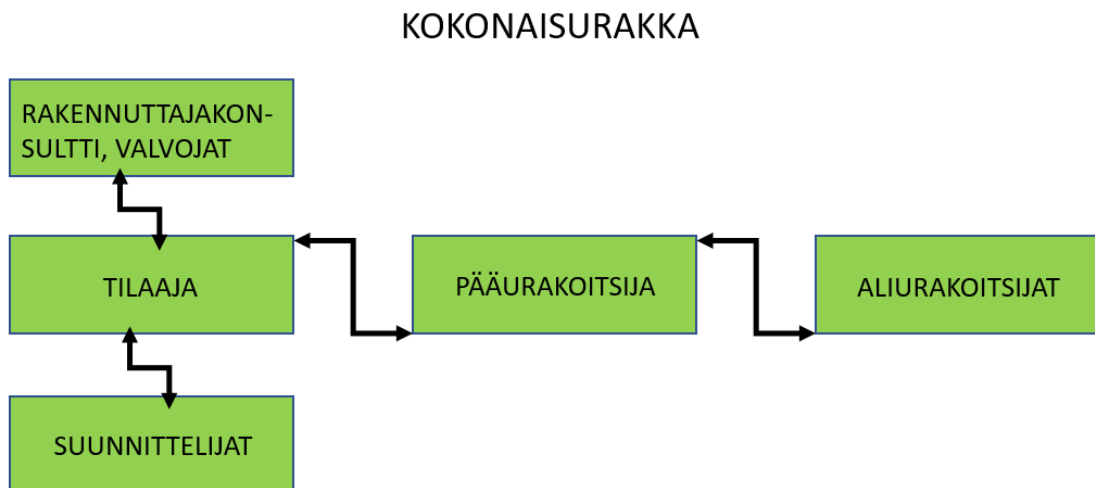 KOKONAISURAKKA
RAKENNUTTAJAKON-
SULTTI, VALVOJAT
TILAAJA
PÄÄURAKOITSIJA
ALIURAKOITSIJAT
SUUNNITTELIJAT